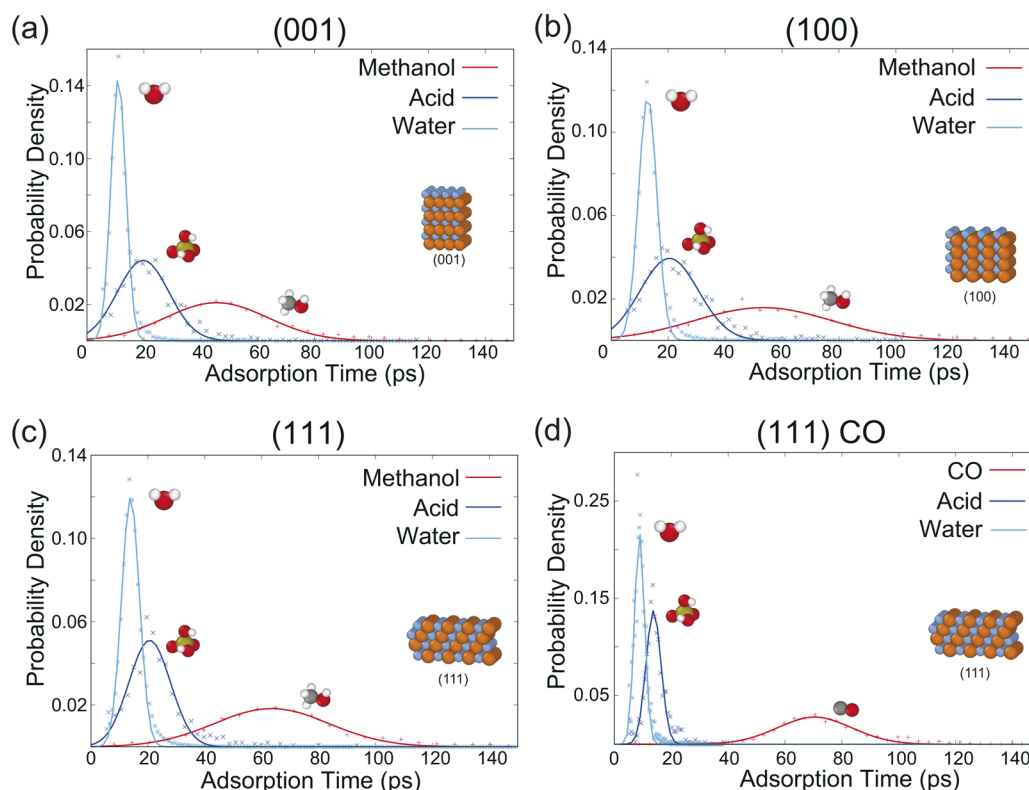 (a) (001)
Methanol
Acid
Water
Probability Density
0.14
0.10
0.06
0.02
(001)
0 20 40 60 80 100 120 140
Adsorption Time (ps)
(b) (100)
Methanol
Acid
Water
Probability Density
0.14
0.10
0.06
0.02
(100)
0 20 40 60 80 100 120 140
Adsorption Time (ps)
(c) (111)
Methanol
Acid
Water
Probability Density
0.14
0.10
0.06
0.02
(111)
0 20 40 60 80 100 120 140
Adsorption Time (ps)
(d) (111) CO
CO
Acid
Water
Probability Density
0.25
0.15
0.05
(111)
0 20 40 60 80 100 120 140
Adsorption Time (ps)